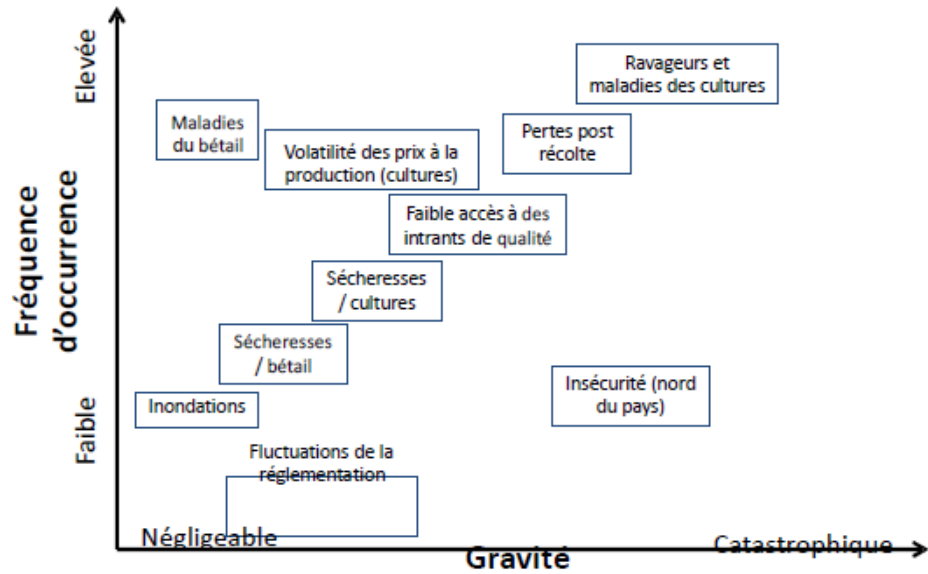 Elevée
Fréquence
d'occurrence
Faible
Ravageurs et
maladies des cultures
Maladies
du bétail
Pertes post
récolte
Volatilité des prix à la
production (cultures)
Faible accès à des
intrants de qualité
Sécheresses
/ cultures
Sécheresses
/ bétail
Insécurité (nord
du pays)
Inondations
Fluctuations de la
réglementation
Négligeable
Gravité
Catastrophique